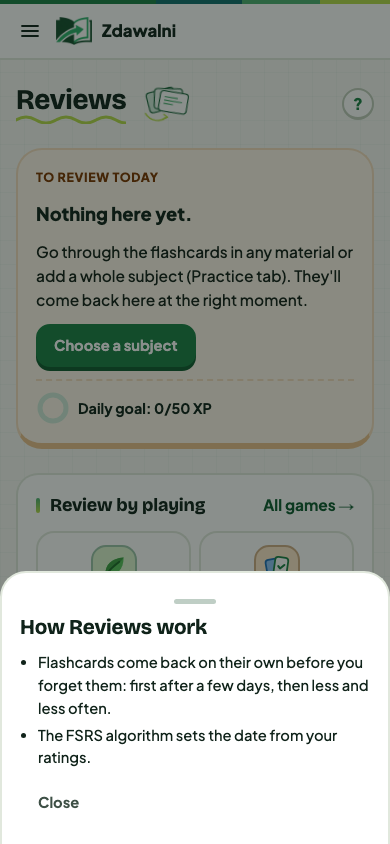 Zdawalni
Reviews
?
TO REVIEW TODAY
Nothing here yet.
Go through the flashcards in any material or
add a whole subject (Practice tab). They'll
come back here at the right moment.
Choose a subject
Daily goal: 0/50 XP
Review by playing
All games →
How Reviews work
• Flashcards come back on their own before you
forget them: first after a few days, then less and
less often.
• The FSRS algorithm sets the date from your
ratings.
Close